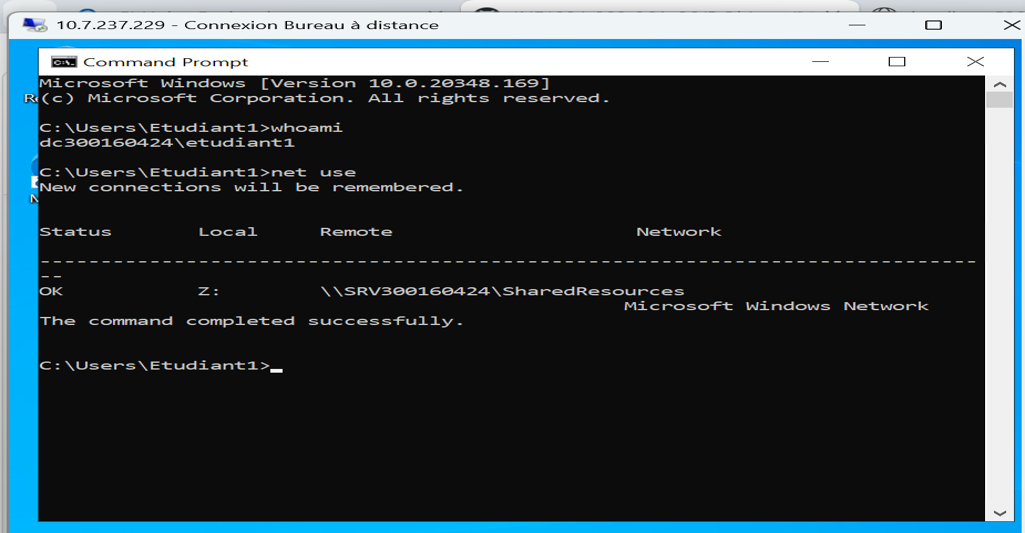 10.7.237.229 - Connexion Bureau à distance
Command Prompt
Microsoft Windows [Version 10.0.20348.169]
(c) Microsoft Corporation. All rights reserved.
C:\Users\Etudiant1>whoami
dc300160424\etudiant1
C:\Users\Etudiant1>net use
New connections will be remembered.
Status Local Remote Network
-------------------------------------------------------------------------------
OK Z: \\SRV300160424\SharedResources
Microsoft Windows Network
The command completed successfully.
C:\Users\Etudiant1>